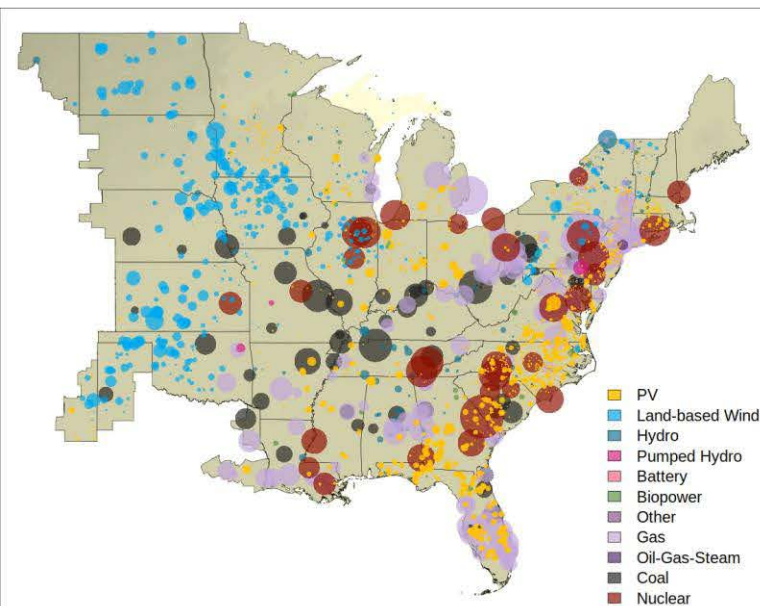 PV
Land-based Wind
Hydro
Pumped Hydro
Battery
Biopower
Other
Gas
Oil-Gas-Steam
Coal
Nuclear